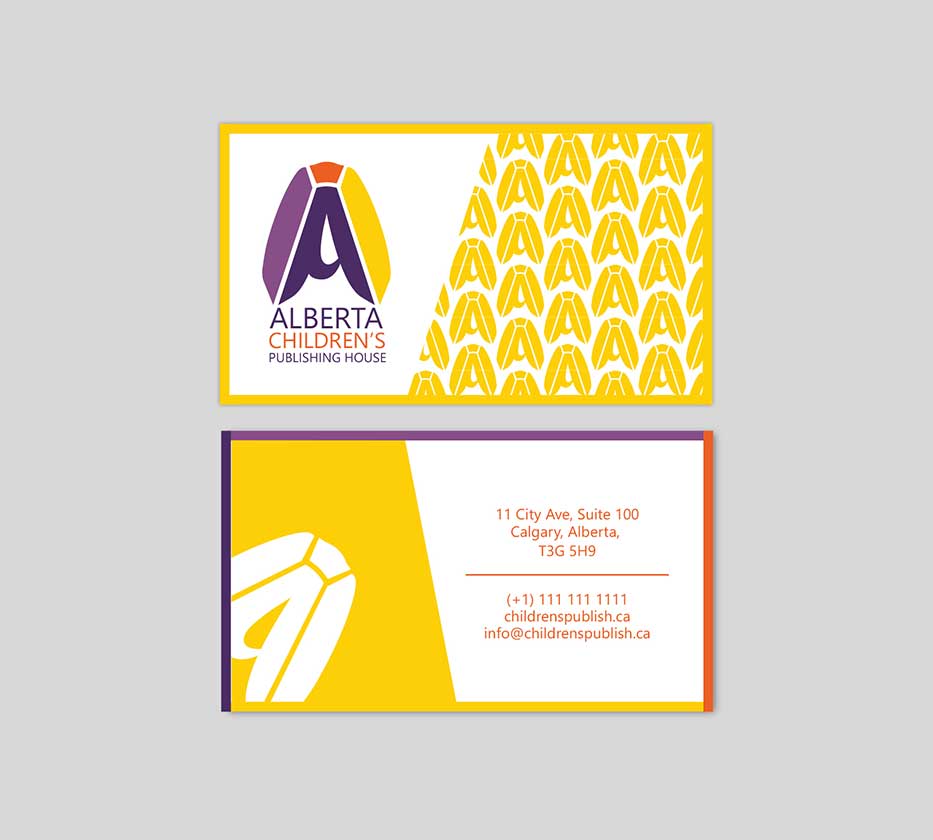 ALBERTA
CHILDREN'S
PUBLISHING HOUSE
11 City Ave, Suite 100
Calgary, Alberta,
T3G 5H9
(+1) 111 111 1111
childrenspublish.ca
info@childrenspublish.ca